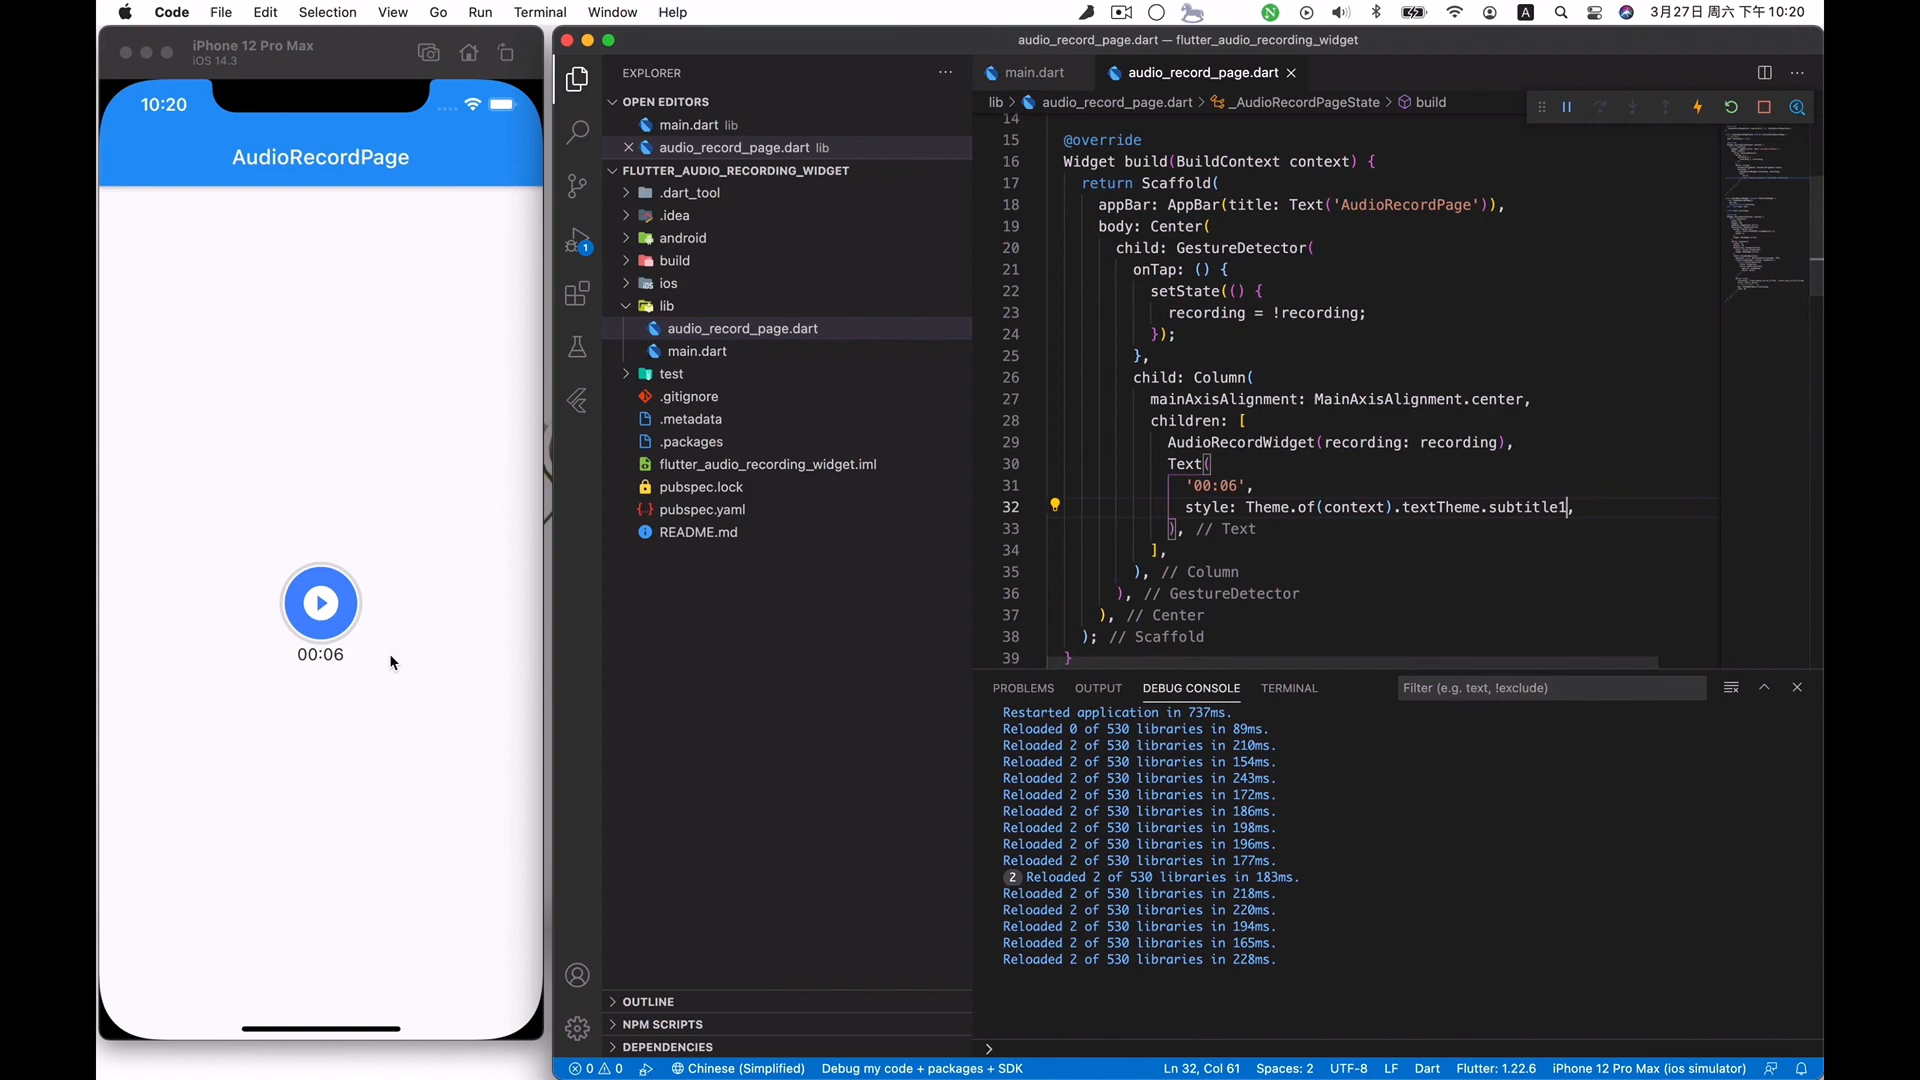 Code File Edit Selection View Go Run Terminal Window Help
A
3月27日 周六 下午10:20
iPhone 12 Pro Max
iOS 14.3
10:20
AudioRecordPage
00:06
audio_record_page.dart — flutter_audio_recording_widget
EXPLORER
OPEN EDITORS
main.dart lib
audio_record_page.dart lib
FLUTTER_AUDIO_RECORDING_WIDGET
.dart_tool
.idea
android
build
ios
lib
audio_record_page.dart
main.dart
test
.gitignore
.metadata
.packages
flutter_audio_recording_widget.iml
pubspec.lock
pubspec.yaml
README.md
OUTLINE
NPM SCRIPTS
DEPENDENCIES
1
main.dart
audio_record_page.dart
lib > audio_record_page.dart > _AudioRecordPageState > build
14
15 @override
16 Widget build(BuildContext context) {
17 return Scaffold(
18 appBar: AppBar(title: Text('AudioRecordPage')),
19 body: Center(
20 child: GestureDetector(
21 onTap: () {
22 setState(() {
23 recording = !recording;
24 });
25 },
26 child: Column(
27 mainAxisAlignment: MainAxisAlignment.center,
28 children: [
29 AudioRecordWidget(recording: recording),
30 Text(
31 '00:06',
32 style: Theme.of(context).textTheme.subtitle1,
33 ), // Text
34 ],
35 ), // Column
36 ), // GestureDetector
37 ), // Center
38 ); // Scaffold
39 }
PROBLEMS OUTPUT DEBUG CONSOLE TERMINAL
Filter (e.g. text, !exclude)
Restarted application in 737ms.
Reloaded 0 of 530 libraries in 89ms.
Reloaded 2 of 530 libraries in 210ms.
Reloaded 2 of 530 libraries in 154ms.
Reloaded 2 of 530 libraries in 243ms.
Reloaded 2 of 530 libraries in 172ms.
Reloaded 2 of 530 libraries in 186ms.
Reloaded 2 of 530 libraries in 198ms.
Reloaded 2 of 530 libraries in 196ms.
Reloaded 2 of 530 libraries in 177ms.
2 Reloaded 2 of 530 libraries in 183ms.
Reloaded 2 of 530 libraries in 218ms.
Reloaded 2 of 530 libraries in 220ms.
Reloaded 2 of 530 libraries in 194ms.
Reloaded 2 of 530 libraries in 165ms.
Reloaded 2 of 530 libraries in 228ms.
0 0 Chinese (Simplified) Debug my code + packages + SDK
Ln 32, Col 61 Spaces: 2 UTF-8 LF Dart Flutter: 1.22.6 iPhone 12 Pro Max (ios simulator)